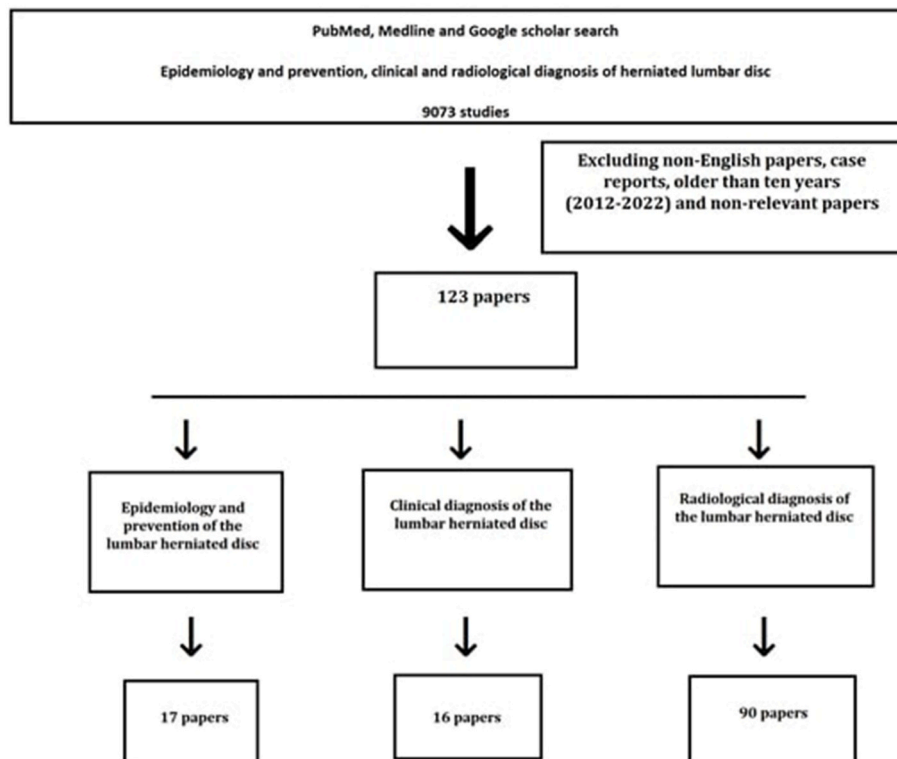 PubMed, Medline and Google scholar search
Epidemiology and prevention, clinical and radiological diagnosis of herniated lumbar disc
9073 studies
Excluding non-English papers, case
reports, older than ten years
(2012-2022) and non-relevant papers
123 papers
Epidemiology and
prevention of the
lumbar herniated disc
Clinical diagnosis of the
lumbar herniated disc
Radiological diagnosis of
the lumbar herniated disc
17 papers
16 papers
90 papers